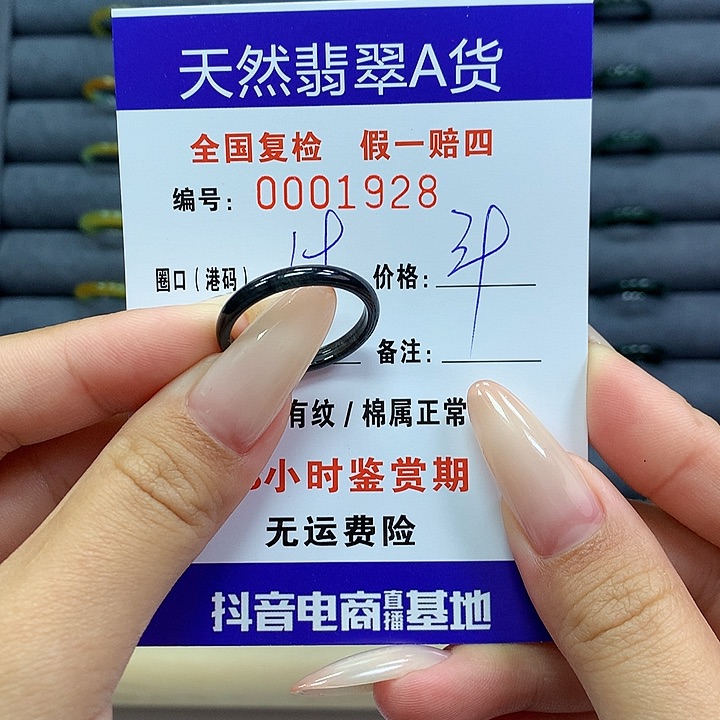 天然翡翠A货
全国复检 假一赔四
编号: 0001928
圈口(港码) 价格:
备注:
有纹/棉属正常
小时鉴赏期
无运费险
抖音电商直播基地